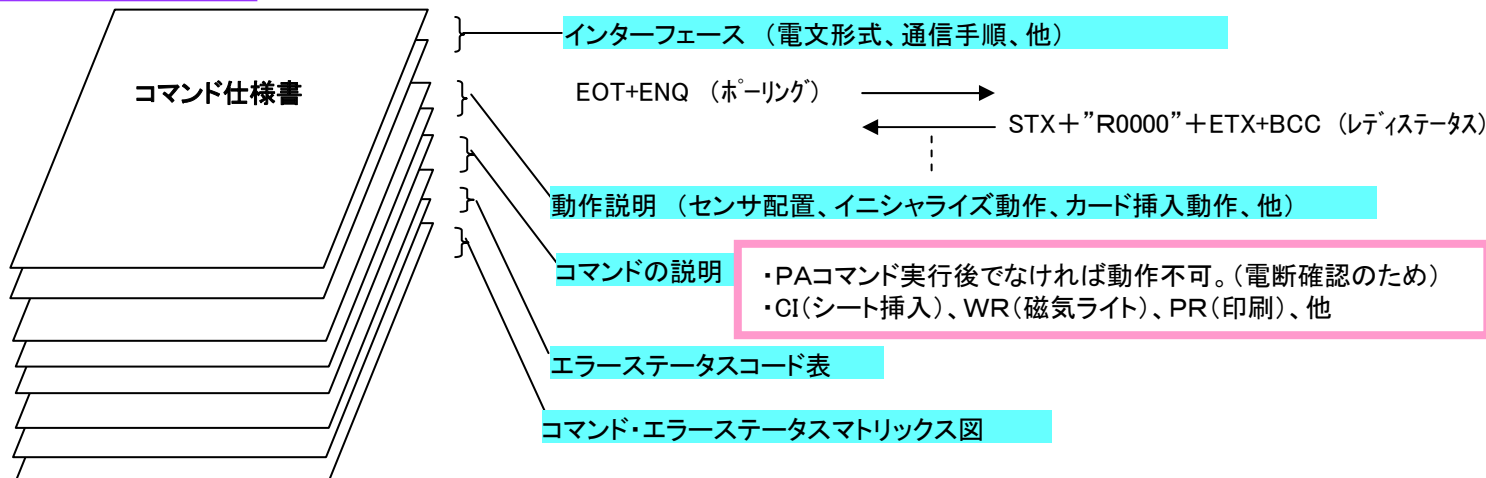 インターフェース （電文形式、通信手順、他）
コマンド仕様書
EOT+ENQ （ﾎﾟｰﾘﾝｸﾞ）
STX＋”R0000”＋ETX+BCC （ﾚﾃﾞｨｽﾃｰﾀｽ）
動作説明 （センサ配置、イニシャライズ動作、カード挿入動作、他）
コマンドの説明
・ＰＡコマンド実行後でなければ動作不可。（電断確認のため）
・CI（シート挿入）、ＷＲ（磁気ライト）、ＰＲ（印刷）、他
エラーステータスコード表
コマンド・エラーステータスマトリックス図